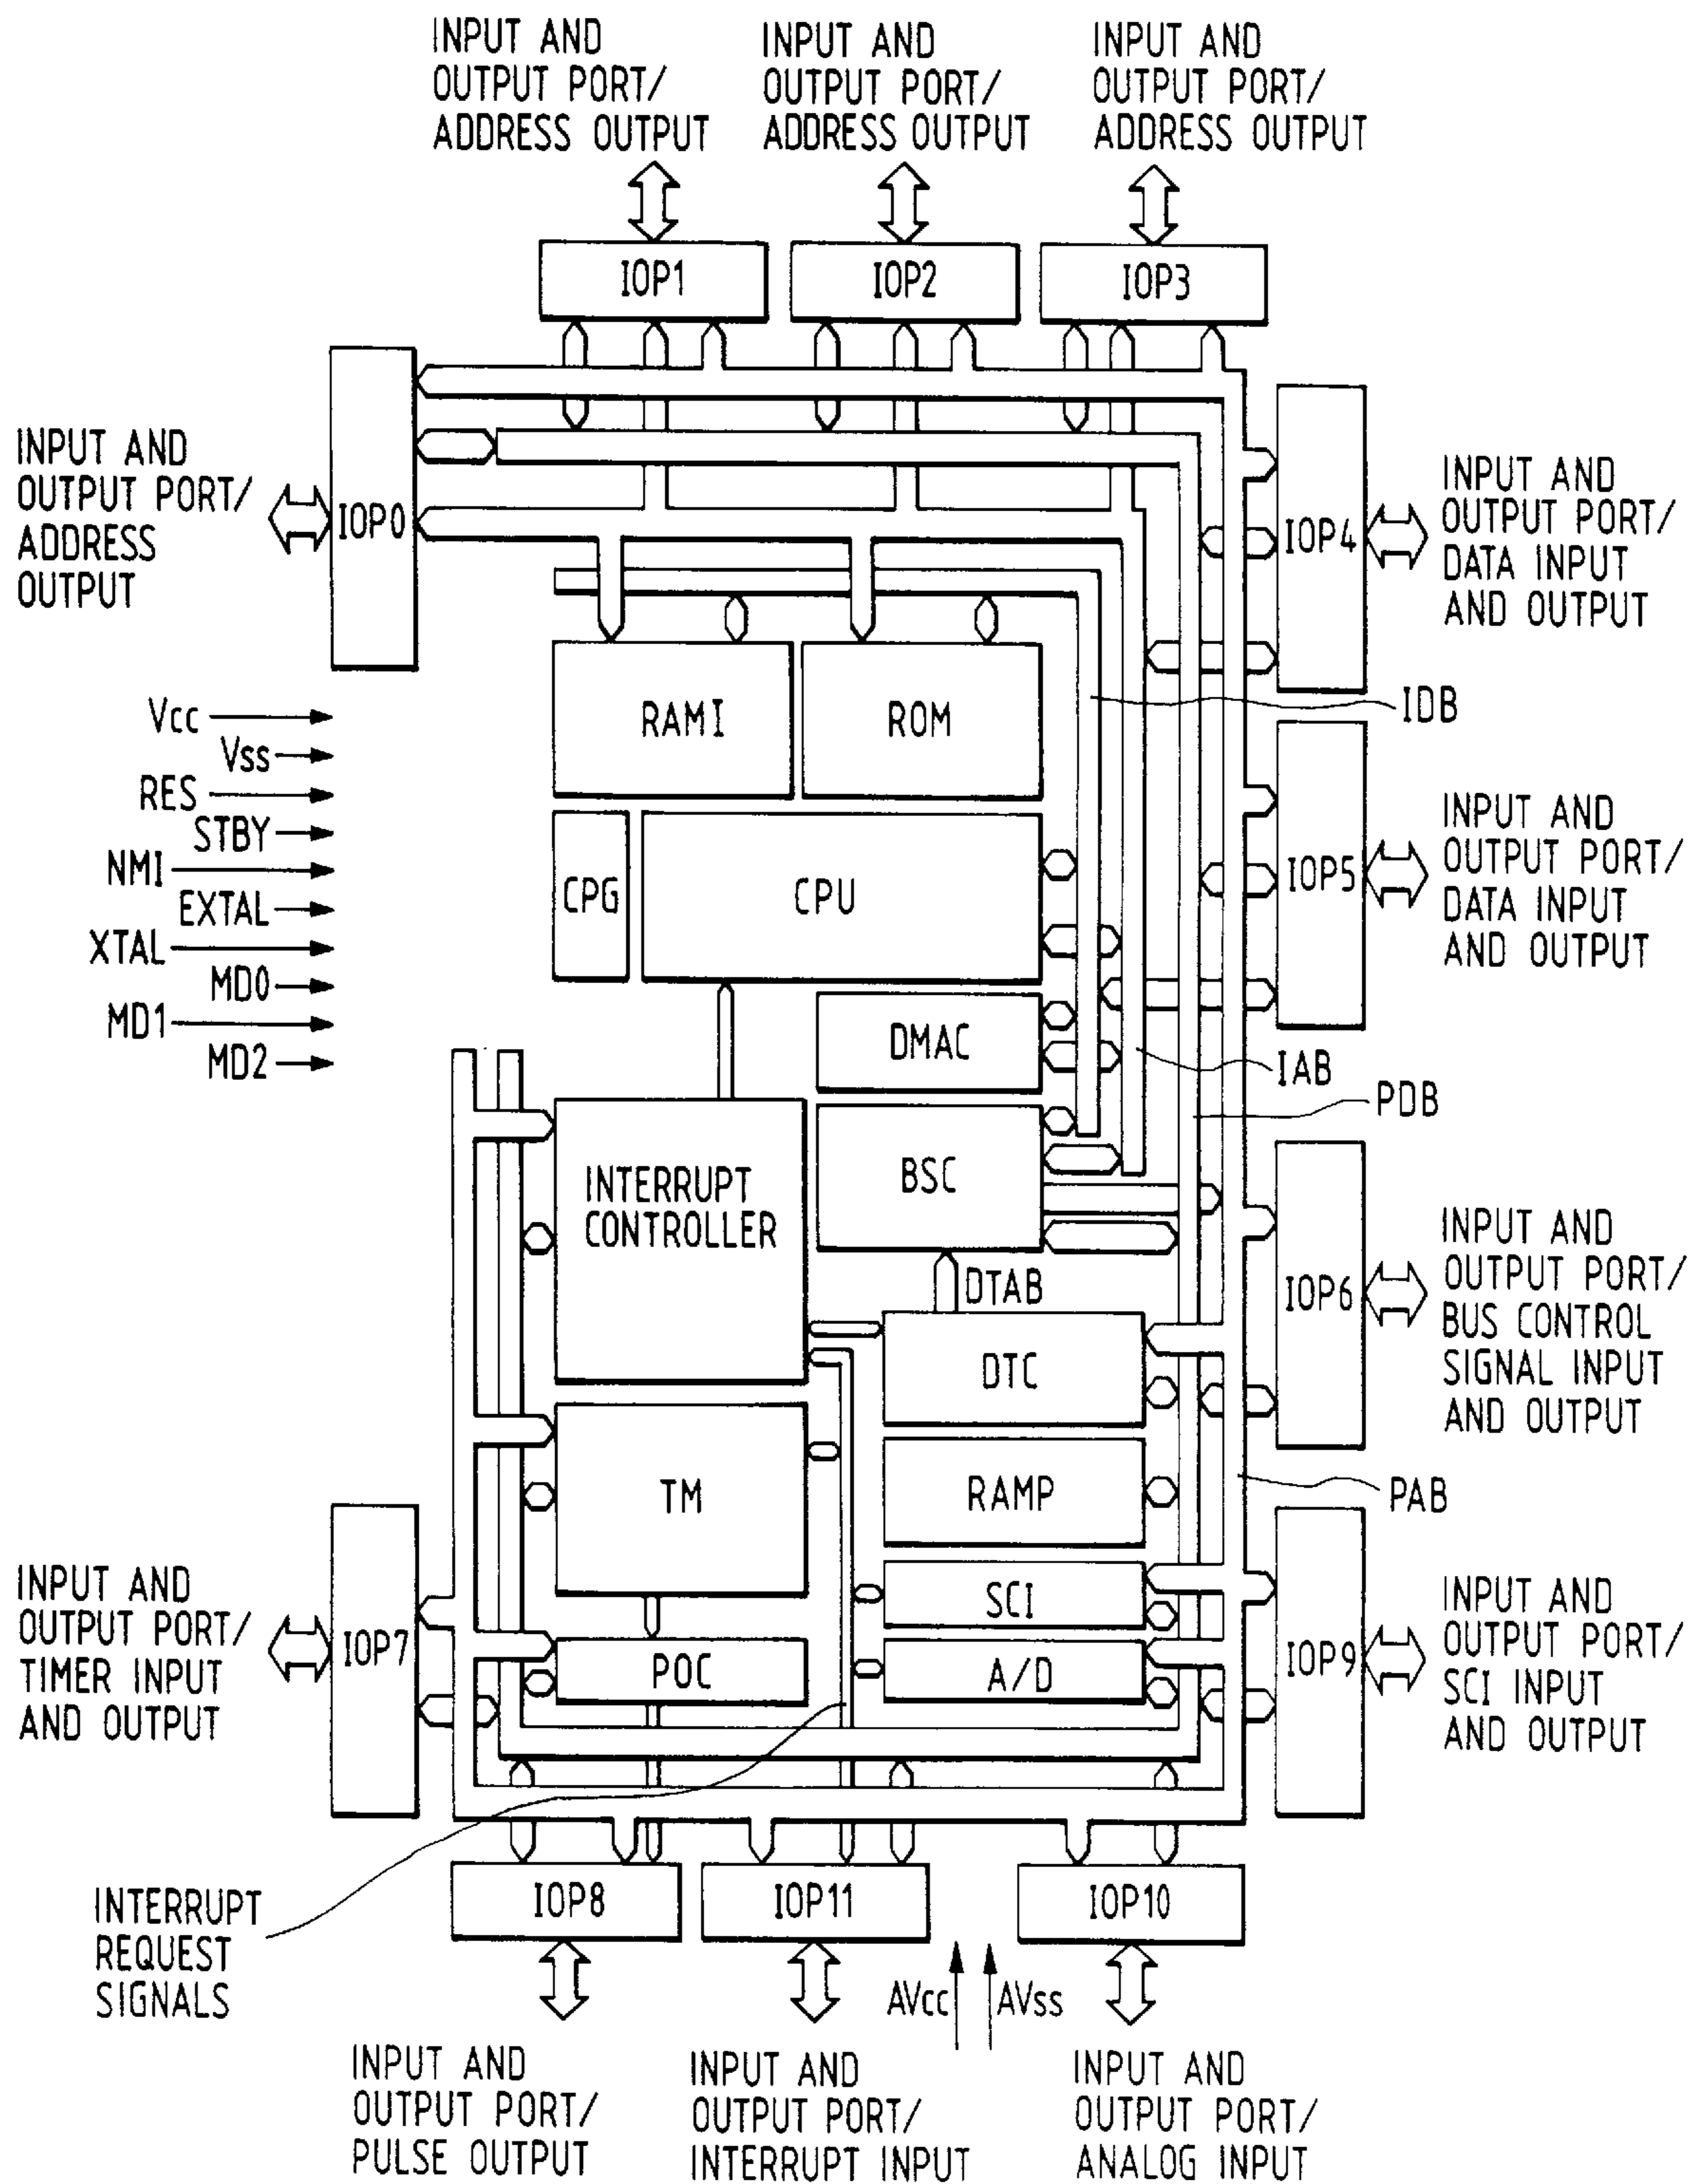 INPUT AND
OUTPUT PORT/
ADDRESS OUTPUT
INPUT AND
OUTPUT PORT/
ADDRESS OUTPUT
INPUT AND
OUTPUT PORT/
ADDRESS OUTPUT
IOP1
IOP2
IOP3
INPUT AND
OUTPUT PORT/
ADDRESS
OUTPUT
IOP0
IOP4
INPUT AND
OUTPUT PORT/
DATA INPUT
AND OUTPUT
RAMI
ROM
IDB
Vcc
Vss
RES
STBY
NMI
EXTAL
XTAL
MD0
MD1
MD2
CPG
CPU
IOP5
INPUT AND
OUTPUT PORT/
DATA INPUT
AND OUTPUT
DMAC
IAB
PDB
INTERRUPT
CONTROLLER
BSC
DTAB
IOP6
INPUT AND
OUTPUT PORT/
BUS CONTROL
SIGNAL INPUT
AND OUTPUT
DTC
TM
RAMP
PAB
INPUT AND
OUTPUT PORT/
TIMER INPUT
AND OUTPUT
IOP7
SCI
POC
A/D
IOP9
INPUT AND
OUTPUT PORT/
SCI INPUT
AND OUTPUT
INTERRUPT
REQUEST
SIGNALS
IOP8
IOP11
IOP10
AVcc
AVss
INPUT AND
OUTPUT PORT/
PULSE OUTPUT
INPUT AND
OUTPUT PORT/
INTERRUPT INPUT
INPUT AND
OUTPUT PORT/
ANALOG INPUT